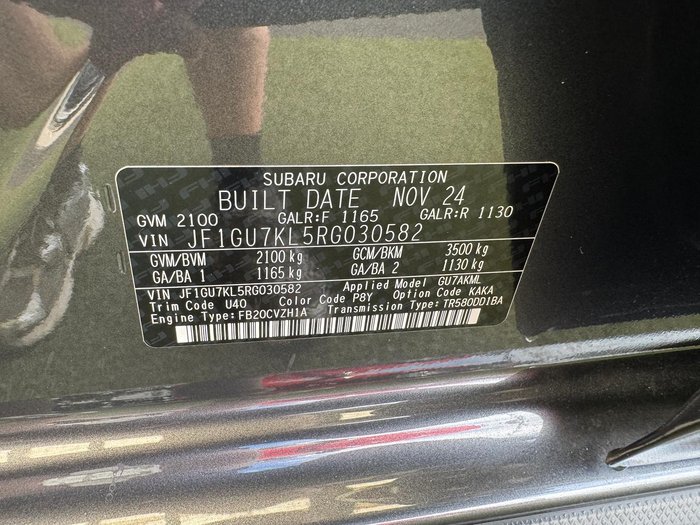 SUBARU CORPORATION
BUILT DATE NOV 24
GVM 2100 GALR:F 1165 GALR:R 1130
VIN JF1GU7KL5RG030582
GVM/BVM 2100 kg GCM/BKM 3500 kg
GA/BA 1 1165 kg GA/BA 2 1130 kg
VIN JF1GU7KL5RG030582 Applied Model GU7AKML
Trim Code U40 Color Code P8Y Option Code KAKA
Engine Type:FB20CVZH1A Transmission Type:TR580DD1BA